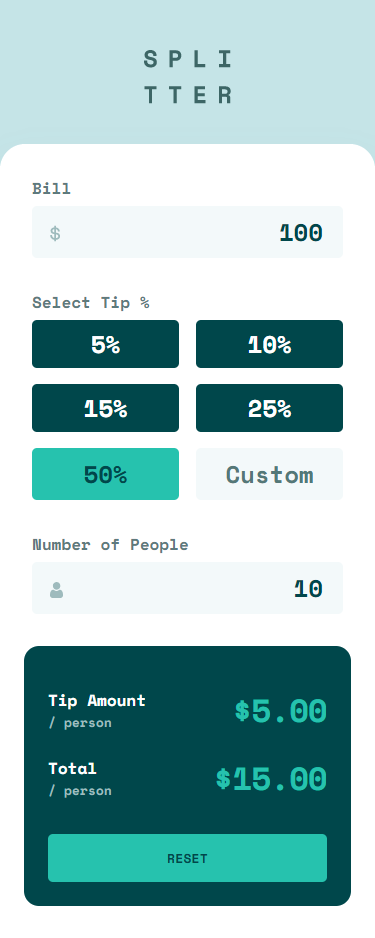 SPLI
TTER
Bill
$ 100
Select Tip %
5% 10%
15% 25%
50% Custom
Number of People
10
Tip Amount
/ person
$5.00
Total
/ person
$15.00
RESET